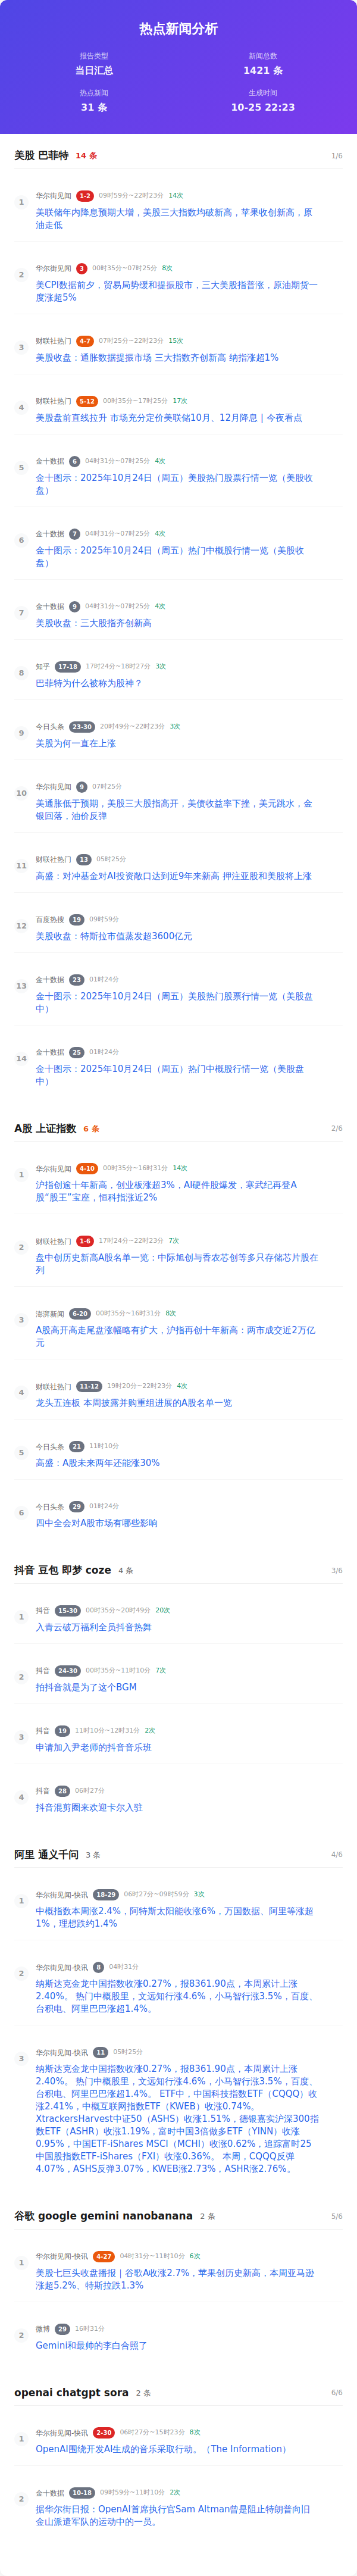 热点新闻分析
报告类型
当日汇总
新闻总数
1421 条
热点新闻
31 条
生成时间
10-25 22:23
美股 巴菲特 14 条 1/6
1
华尔街见闻 1-2 09时59分~22时23分 14次
美联储年内降息预期大增，美股三大指数均破新高，苹果收创新高，原
油走低
2
华尔街见闻 3 00时35分~07时25分 8次
美CPI数据前夕，贸易局势缓和提振股市，三大美股指普涨，原油期货一
度涨超5%
3
财联社热门 4-7 07时25分~22时23分 15次
美股收盘：通胀数据提振市场 三大指数齐创新高 纳指涨超1%
4
财联社热门 5-12 00时35分~17时25分 17次
美股盘前直线拉升 市场充分定价美联储10月、12月降息 | 今夜看点
5
金十数据 6 04时31分~07时25分 4次
金十图示：2025年10月24日（周五）美股热门股票行情一览（美股收
盘）
6
金十数据 7 04时31分~07时25分 4次
金十图示：2025年10月24日（周五）热门中概股行情一览（美股收
盘）
7
金十数据 9 04时31分~07时25分 4次
美股收盘：三大股指齐创新高
8
知乎 17-18 17时24分~18时27分 3次
巴菲特为什么被称为股神？
9
今日头条 23-30 20时49分~22时23分 3次
美股为何一直在上涨
10
华尔街见闻 9 07时25分
美通胀低于预期，美股三大股指高开，美债收益率下挫，美元跳水，金
银回落，油价反弹
11
财联社热门 13 05时25分
高盛：对冲基金对AI投资敞口达到近9年来新高 押注亚股和美股将上涨
12
百度热搜 19 09时59分
美股收盘：特斯拉市值蒸发超3600亿元
13
金十数据 23 01时24分
金十图示：2025年10月24日（周五）美股热门股票行情一览（美股盘
中）
14
金十数据 25 01时24分
金十图示：2025年10月24日（周五）热门中概股行情一览（美股盘
中）
A股 上证指数 6 条 2/6
1
华尔街见闻 4-10 00时35分~16时31分 14次
沪指创逾十年新高，创业板涨超3%，AI硬件股爆发，寒武纪再登A
股“股王”宝座，恒科指涨近2%
2
财联社热门 1-6 17时24分~22时23分 7次
盘中创历史新高A股名单一览：中际旭创与香农芯创等多只存储芯片股在
列
3
澎湃新闻 6-20 00时35分~16时31分 8次
A股高开高走尾盘涨幅略有扩大，沪指再创十年新高：两市成交近2万亿
元
4
财联社热门 11-12 19时20分~22时23分 4次
龙头五连板 本周披露并购重组进展的A股名单一览
5
今日头条 21 11时10分
高盛：A股未来两年还能涨30%
6
今日头条 29 01时24分
四中全会对A股市场有哪些影响
抖音 豆包 即梦 coze 4 条 3/6
1
抖音 15-30 00时35分~20时49分 20次
入青云破万福利全员抖音热舞
2
抖音 24-30 00时35分~11时10分 7次
拍抖音就是为了这个BGM
3
抖音 19 11时10分~12时31分 2次
申请加入尹老师的抖音音乐班
4
抖音 28 06时27分
抖音混剪圈来欢迎卡尔入驻
阿里 通义千问 3 条 4/6
1
华尔街见闻-快讯 18-29 06时27分~09时59分 3次
中概指数本周涨2.4%，阿特斯太阳能收涨6%，万国数据、阿里等涨超
1%，理想跌约1.4%
2
华尔街见闻-快讯 8 04时31分
纳斯达克金龙中国指数收涨0.27%，报8361.90点，本周累计上涨
2.40%。 热门中概股里，文远知行涨4.6%，小马智行涨3.5%，百度、
台积电、阿里巴巴涨超1.4%。
3
华尔街见闻-快讯 11 05时25分
纳斯达克金龙中国指数收涨0.27%，报8361.90点，本周累计上涨
2.40%。 热门中概股里，文远知行涨4.6%，小马智行涨3.5%，百度、
台积电、阿里巴巴涨超1.4%。 ETF中，中国科技指数ETF（CQQQ）收
涨2.41%，中概互联网指数ETF（KWEB）收涨0.74%。
XtrackersHarvest中证50（ASHS）收涨1.51%，德银嘉实沪深300指
数ETF（ASHR）收涨1.19%，富时中国3倍做多ETF（YINN）收涨
0.95%，中国ETF-iShares MSCI（MCHI）收涨0.62%，追踪富时25
中国股指数ETF-iShares（FXI）收涨0.36%。 本周，CQQQ反弹
4.07%，ASHS反弹3.07%，KWEB涨2.73%，ASHR涨2.76%。
谷歌 google gemini nanobanana 2 条 5/6
1
华尔街见闻-快讯 4-27 04时31分~11时10分 6次
美股七巨头收盘播报｜谷歌A收涨2.7%，苹果创历史新高，本周亚马逊
涨超5.2%、特斯拉跌1.3%
2
微博 29 16时31分
Gemini和最帅的李白合照了
openai chatgpt sora 2 条 6/6
1
华尔街见闻-快讯 2-30 06时27分~15时23分 8次
OpenAI围绕开发AI生成的音乐采取行动。（The Information）
2
金十数据 10-18 09时59分~11时10分 2次
据华尔街日报：OpenAI首席执行官Sam Altman曾是阻止特朗普向旧
金山派遣军队的运动中的一员。